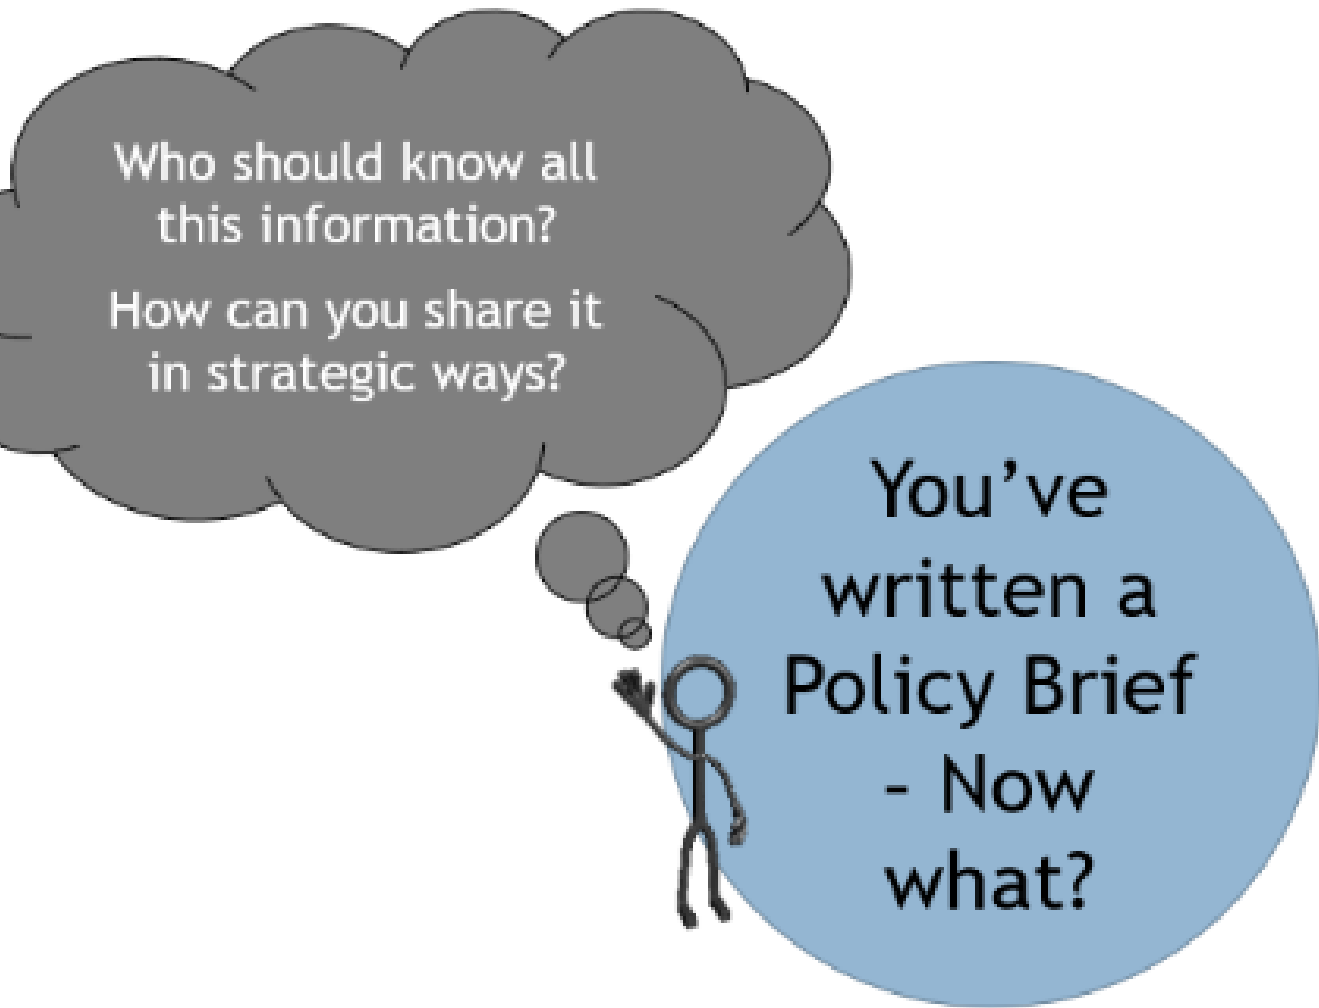 Who should know all
this information?
How can you share it
in strategic ways?
You’ve
written a
Policy Brief
- Now
what?